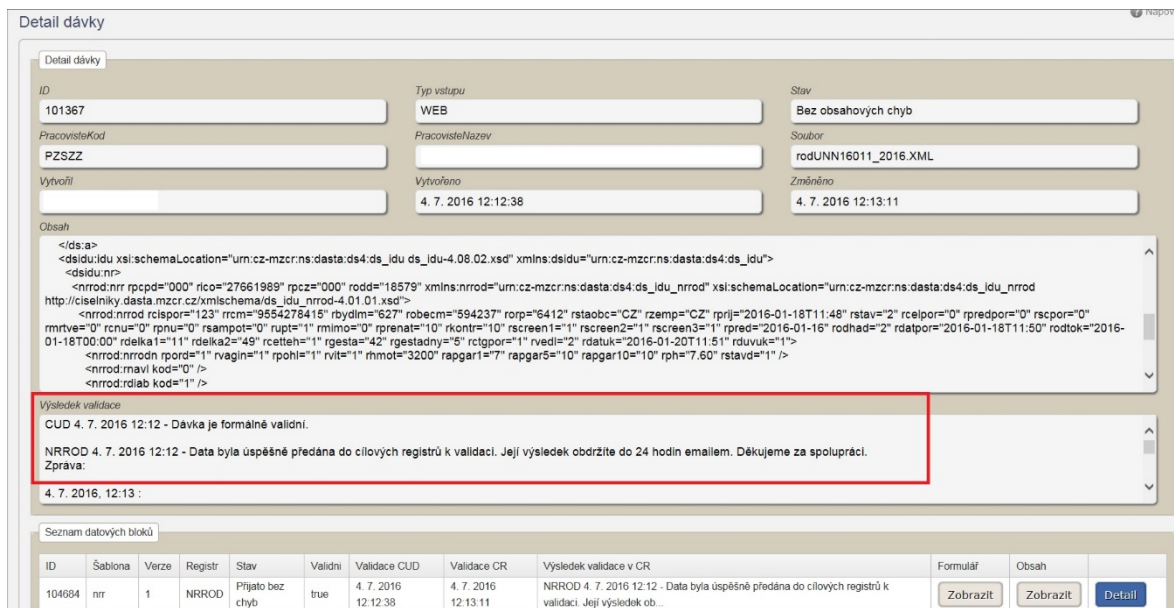 Nápov
Detail dávky
Detail dávky
ID
Typ vstupu
Stav
101367
WEB
Bez obsahových chyb
PracovisteKod
PracovisteNazev
Soubor
PZSZZ
rodUNN16011_2016.XML
Vytvořil
Vytvořeno
Změněno
4. 7. 2016 12:12:38
4. 7. 2016 12:13:11
Obsah
</ds:a>
<dsidu:idu xsi:schemaLocation="urn:cz-mzcr:ns:dasta:ds4:ds_idu ds_idu-4.08.02.xsd" xmlns:dsidu="urn:cz-mzcr:ns:dasta:ds4:ds_idu">
<dsidu:nr>
<nrrod:nrr rpcpd="000" rico="27661989" rpcz="000" rodd="18579" xmlns:nrrod="urn:cz-mzcr:ns:dasta:ds4:ds_idu_nrrod" xsi:schemaLocation="urn:cz-mzcr:ns:dasta:ds4:ds_idu_nrrod
http://ciselniky.dasta.mzcr.cz/xmlschema/ds_idu_nrrod-4.01.01.xsd">
<nrrod:nrrod rcispor="123" rrcm="9554278415" rbydlm="627" robecm="594237" rorp="6412" rstaobc="CZ" rzemp="CZ" rprij="2016-01-18T11:48" rstav="2" rcelpor="0" rpredpor="0" rscpor="0"
rmrtve="0" rcnu="0" rpnu="0" rsampot="0" rupt="1" rmimo="0" rprenat="10" rkontr="10" rscreen1="1" rscreen2="1" rscreen3="1" rpred="2016-01-16" rodhad="2" rdatpor="2016-01-18T11:50" rodtok="2016-
01-18T00:00" rdelka1="11" rdelka2="49" rcetteh="1" rgesta="42" rgestadny="5" rctgpor="1" rvedl="2" rdatuk="2016-01-20T11:51" rduvuk="1">
<nrrod:nrrodn rpord="1" rvagin="1" rpohl="1" rvit="1" rhmot="3200" rapgar1="7" rapgar5="10" rapgar10="10" rph="7.60" rstavd="1" />
<nrrod:rnavl kod="0" />
<nrrod:rdiab kod="1" />
Výsledek validace
CUD 4. 7. 2016 12:12 - Dávka je formálně validní.
NRROD 4. 7. 2016 12:12 - Data byla úspěšně předána do cílových registrů k validaci. Její výsledek obdržíte do 24 hodin emailem. Děkujeme za spolupráci.
Zpráva:
4. 7. 2016, 12:13 :
Seznam datových bloků
ID Šablona Verze Registr Stav Validni Validace CUD Validace CR Výsledek validace v CR Formulář Obsah
104684 nrr 1 NRROD Přijato bez chyb true 4. 7. 2016 12:12:38 4. 7. 2016 12:13:11 NRROD 4. 7. 2016 12:12 - Data byla úspěšně předána do cílových registrů k validaci. Její výsledek ob... Zobrazit Zobrazit Detail